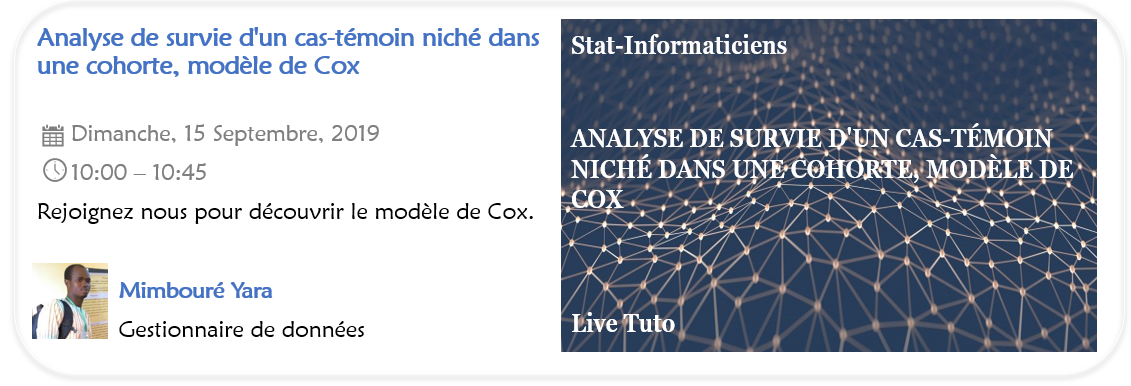 Analyse de survie d'un cas-témoin niché dans
une cohorte, modèle de Cox
Dimanche, 15 Septembre, 2019
10:00 – 10:45
Rejoignez nous pour découvrir le modèle de Cox.
Mimbouré Yara
Gestionnaire de données
Stat-Informaticiens
ANALYSE DE SURVIE D'UN CAS-TÉMOIN
NICHÉ DANS UNE COHORTE, MODÈLE DE
COX
Live Tuto